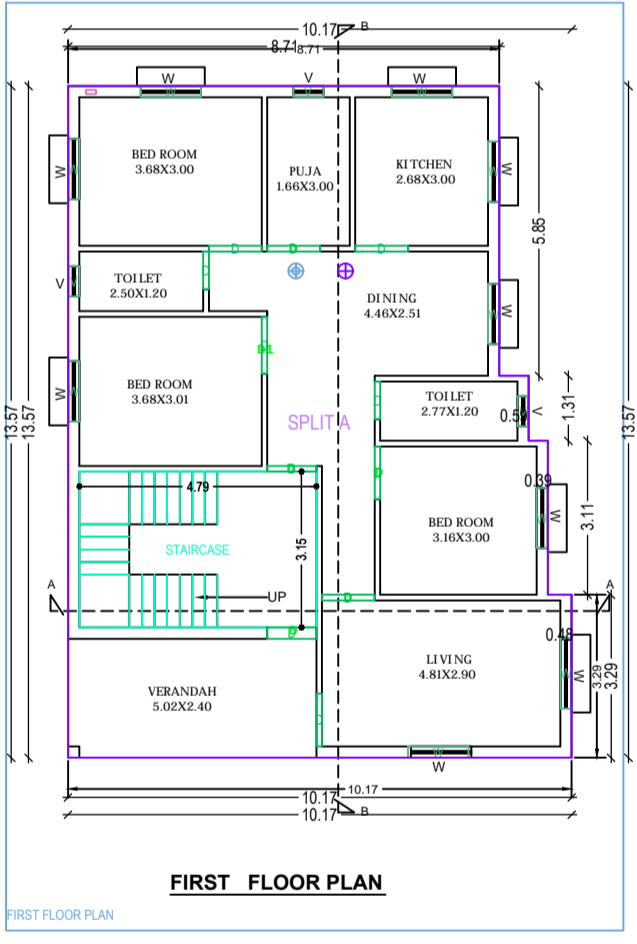 10.17
B
8.71
8.71
W
V
W
BED ROOM
3.68X3.00
PUJA
1.66X3.00
KITCHEN
2.68X3.00
W
W
W
W
5.85
D
D
D
D
TOILET
2.50X1.20
V
DINING
4.46X2.51
W
W
D1
BED ROOM
3.68X3.01
W
W
TOILET
2.77X1.20
0.59
V
1.31
SPLIT A
13.57
13.57
13.57
D
D
4.79
3.15
STAIRCASE
UP
BED ROOM
3.16X3.00
0.39
W
W
3.11
A
A
D
D
0.48
LIVING
4.81X2.90
W
W
3.29
3.29
VERANDAH
5.02X2.40
D
W
10.17
10.17
10.17
B
FIRST FLOOR PLAN
FIRST FLOOR PLAN